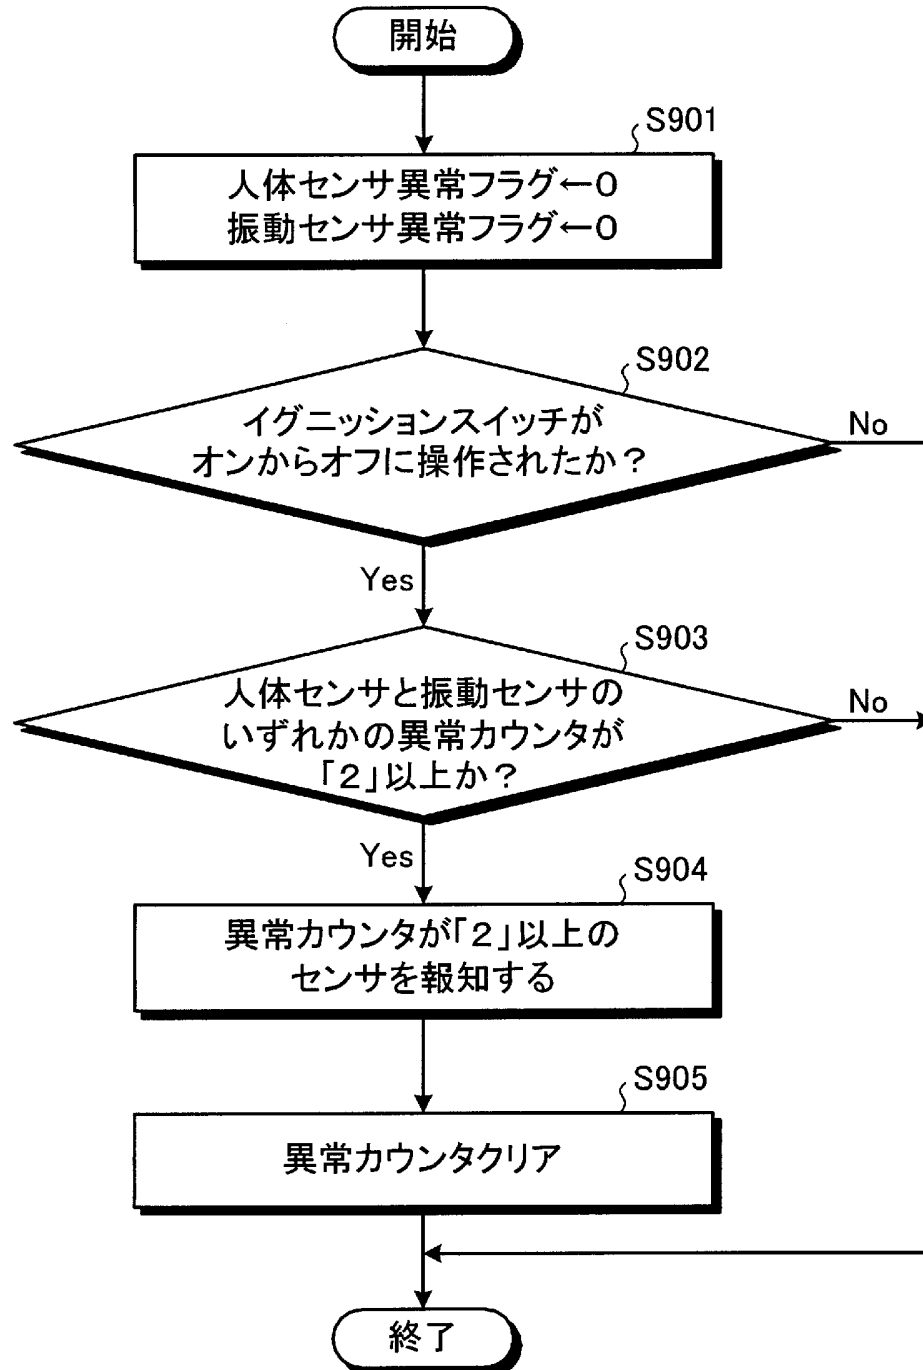 開始
S901
人体センサ異常フラグ←0
振動センサ異常フラグ←0
S902
イグニッションスイッチが
オンからオフに操作されたか？
No
Yes
S903
人体センサと振動センサの
いずれかの異常カウンタが
「２」以上か？
No
Yes
S904
異常カウンタが「２」以上の
センサを報知する
S905
異常カウンタクリア
終了